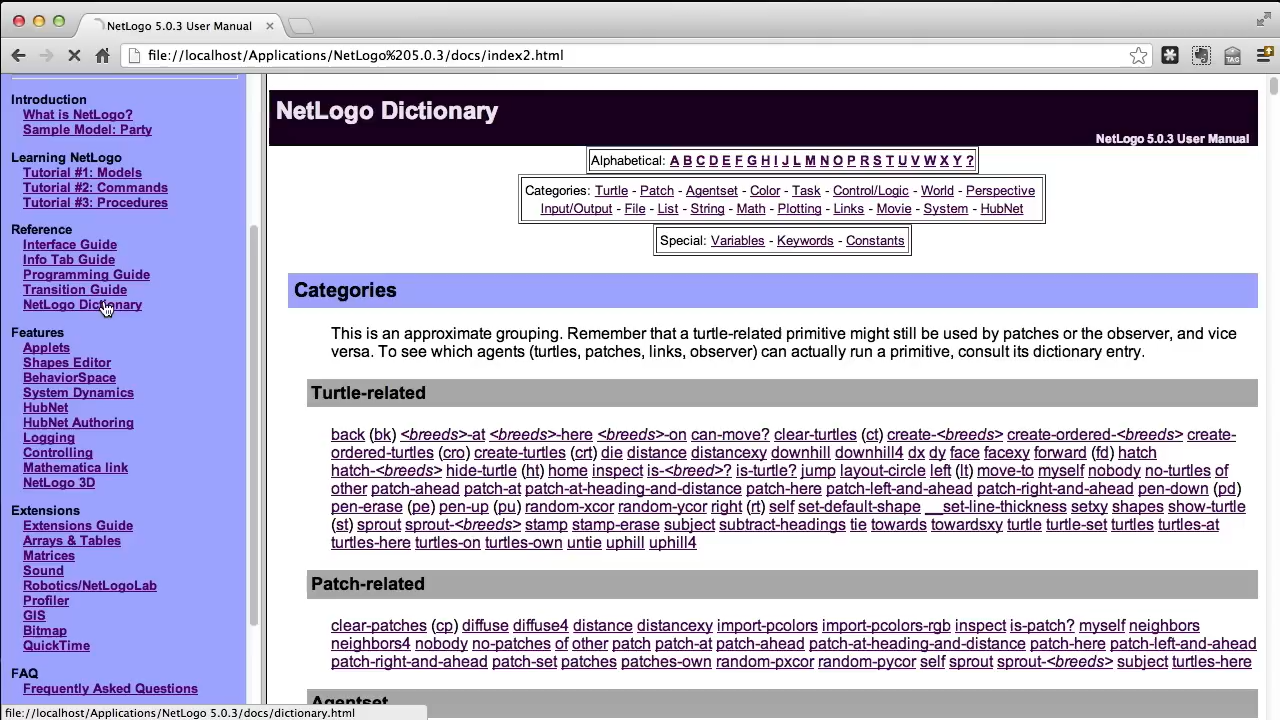 NetLogo 5.0.3 User Manual
file://localhost/Applications/NetLogo%205.0.3/docs/index2.html
TAG
Introduction
What is NetLogo?
Sample Model: Party
Learning NetLogo
Tutorial #1: Models
Tutorial #2: Commands
Tutorial #3: Procedures
Reference
Interface Guide
Info Tab Guide
Programming Guide
Transition Guide
NetLogo Dictionary
Features
Applets
Shapes Editor
BehaviorSpace
System Dynamics
HubNet
HubNet Authoring
Logging
Controlling
Mathematica link
NetLogo 3D
Extensions
Extensions Guide
Arrays & Tables
Matrices
Sound
Robotics/NetLogoLab
Profiler
GIS
Bitmap
QuickTime
FAQ
Frequently Asked Questions
file://localhost/Applications/NetLogo 5.0.3/docs/dictionary.html
NetLogo Dictionary
NetLogo 5.0.3 User Manual
Alphabetical: A B C D E F G H I J L M N O P R S T U V W X Y ?
Categories: Turtle - Patch - Agentset - Color - Task - Control/Logic - World - Perspective
Input/Output - File - List - String - Math - Plotting - Links - Movie - System - HubNet
Special: Variables - Keywords - Constants
Categories
This is an approximate grouping. Remember that a turtle-related primitive might still be used by patches or the observer, and vice
versa. To see which agents (turtles, patches, links, observer) can actually run a primitive, consult its dictionary entry.
Turtle-related
back (bk) <breeds>-at <breeds>-here <breeds>-on can-move? clear-turtles (ct) create-<breeds> create-ordered-<breeds> create-
ordered-turtles (cro) create-turtles (crt) die distance distancexy downhill downhill4 dx dy face facexy forward (fd) hatch
hatch-<breeds> hide-turtle (ht) home inspect is-<breed>? is-turtle? jump layout-circle left (lt) move-to myself nobody no-turtles of
other patch-ahead patch-at patch-at-heading-and-distance patch-here patch-left-and-ahead patch-right-and-ahead pen-down (pd)
pen-erase (pe) pen-up (pu) random-xcor random-ycor right (rt) self set-default-shape __set-line-thickness setxy shapes show-turtle
(st) sprout sprout-<breeds> stamp stamp-erase subject subtract-headings tie towards towardsxy turtle turtle-set turtles turtles-at
turtles-here turtles-on turtles-own untie uphill uphill4
Patch-related
clear-patches (cp) diffuse diffuse4 distance distancexy import-pcolors import-pcolors-rgb inspect is-patch? myself neighbors
neighbors4 nobody no-patches of other patch patch-at patch-ahead patch-at-heading-and-distance patch-here patch-left-and-ahead
patch-right-and-ahead patch-set patches patches-own random-pxcor random-pycor self sprout sprout-<breeds> subject turtles-here
Agentset